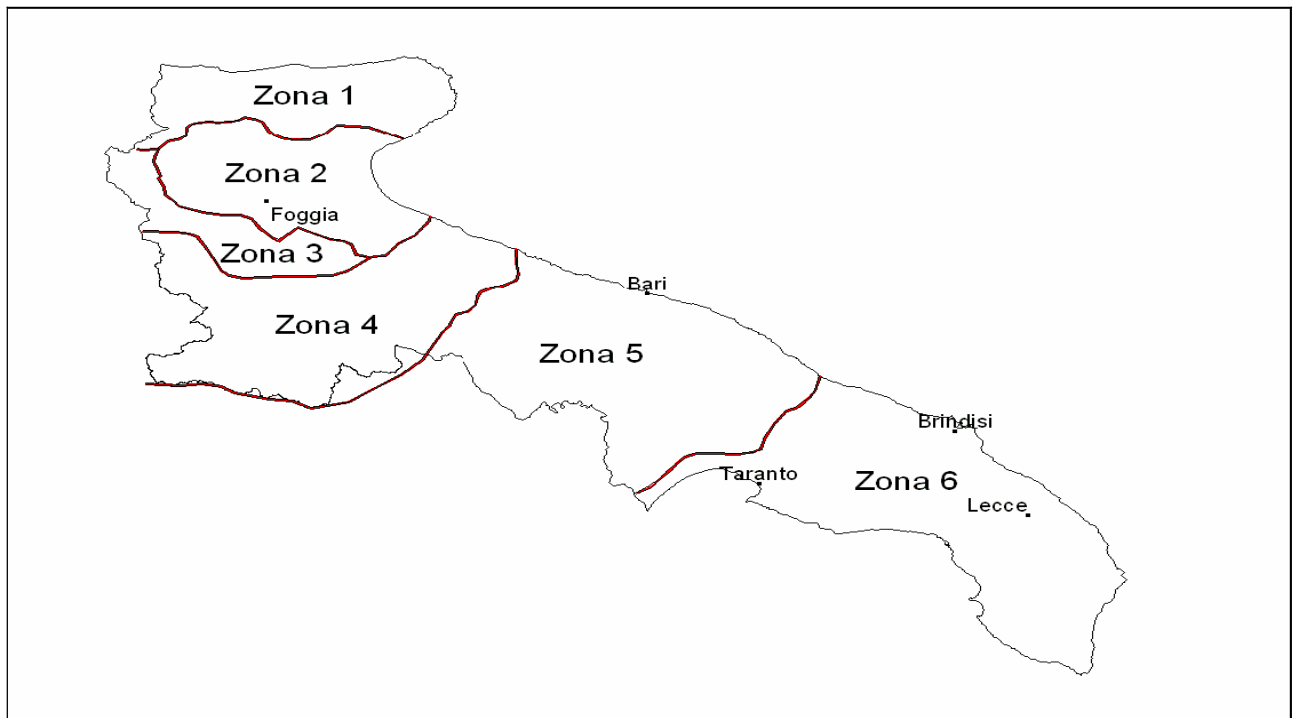 Zona 1
Zona 2
Foggia
Zona 3
Bari
Zona 4
Zona 5
Brindisi
Taranto
Zona 6
Lecce